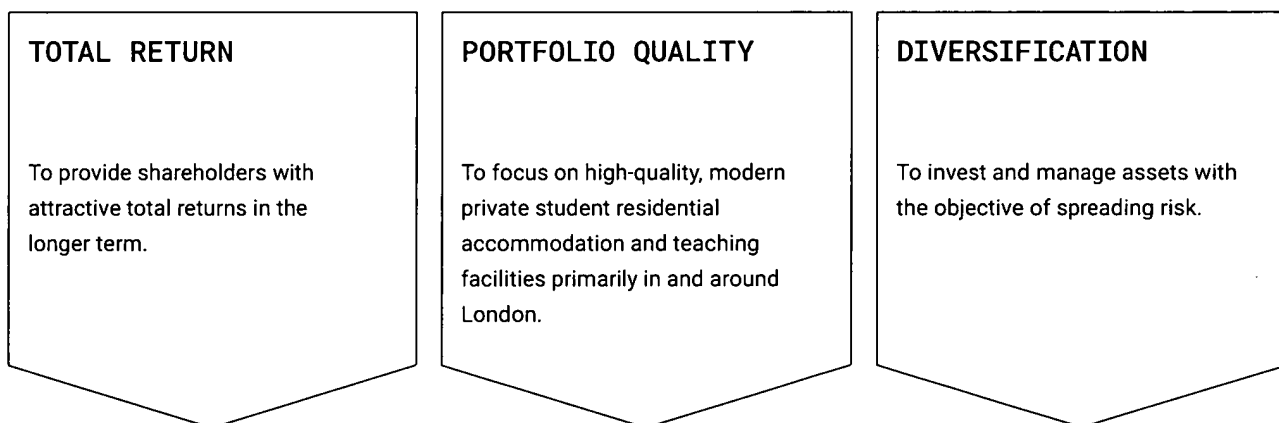 TOTAL RETURN
To provide shareholders with
attractive total returns in the
longer term.
PORTFOLIO QUALITY
To focus on high-quality, modern
private student residential
accommodation and teaching
facilities primarily in and around
London.
DIVERSIFICATION
To invest and manage assets with
the objective of spreading risk.